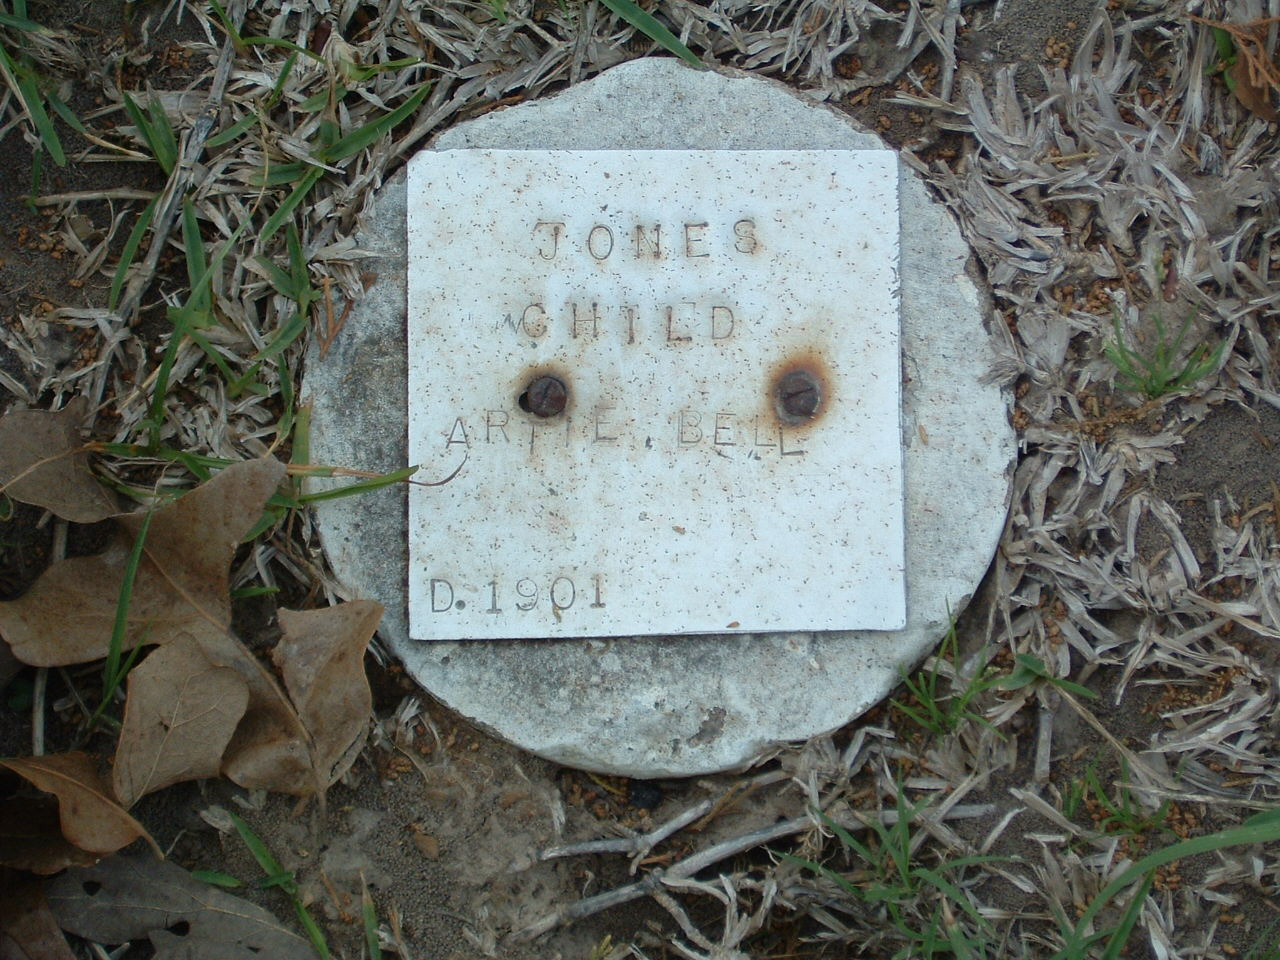 JONES
CHILD
ARTIE BELL
D. 1901